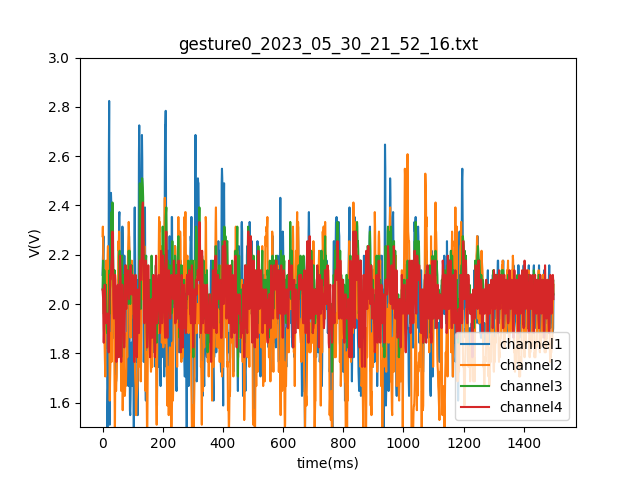 gesture0_2023_05_30_21_52_16.txt
3.0
2.8
2.6
2.4
2.2
2.0
1.8
1.6
V(V)
channel1
channel2
channel3
channel4
0 200 400 600 800 1000 1200 1400
time(ms)